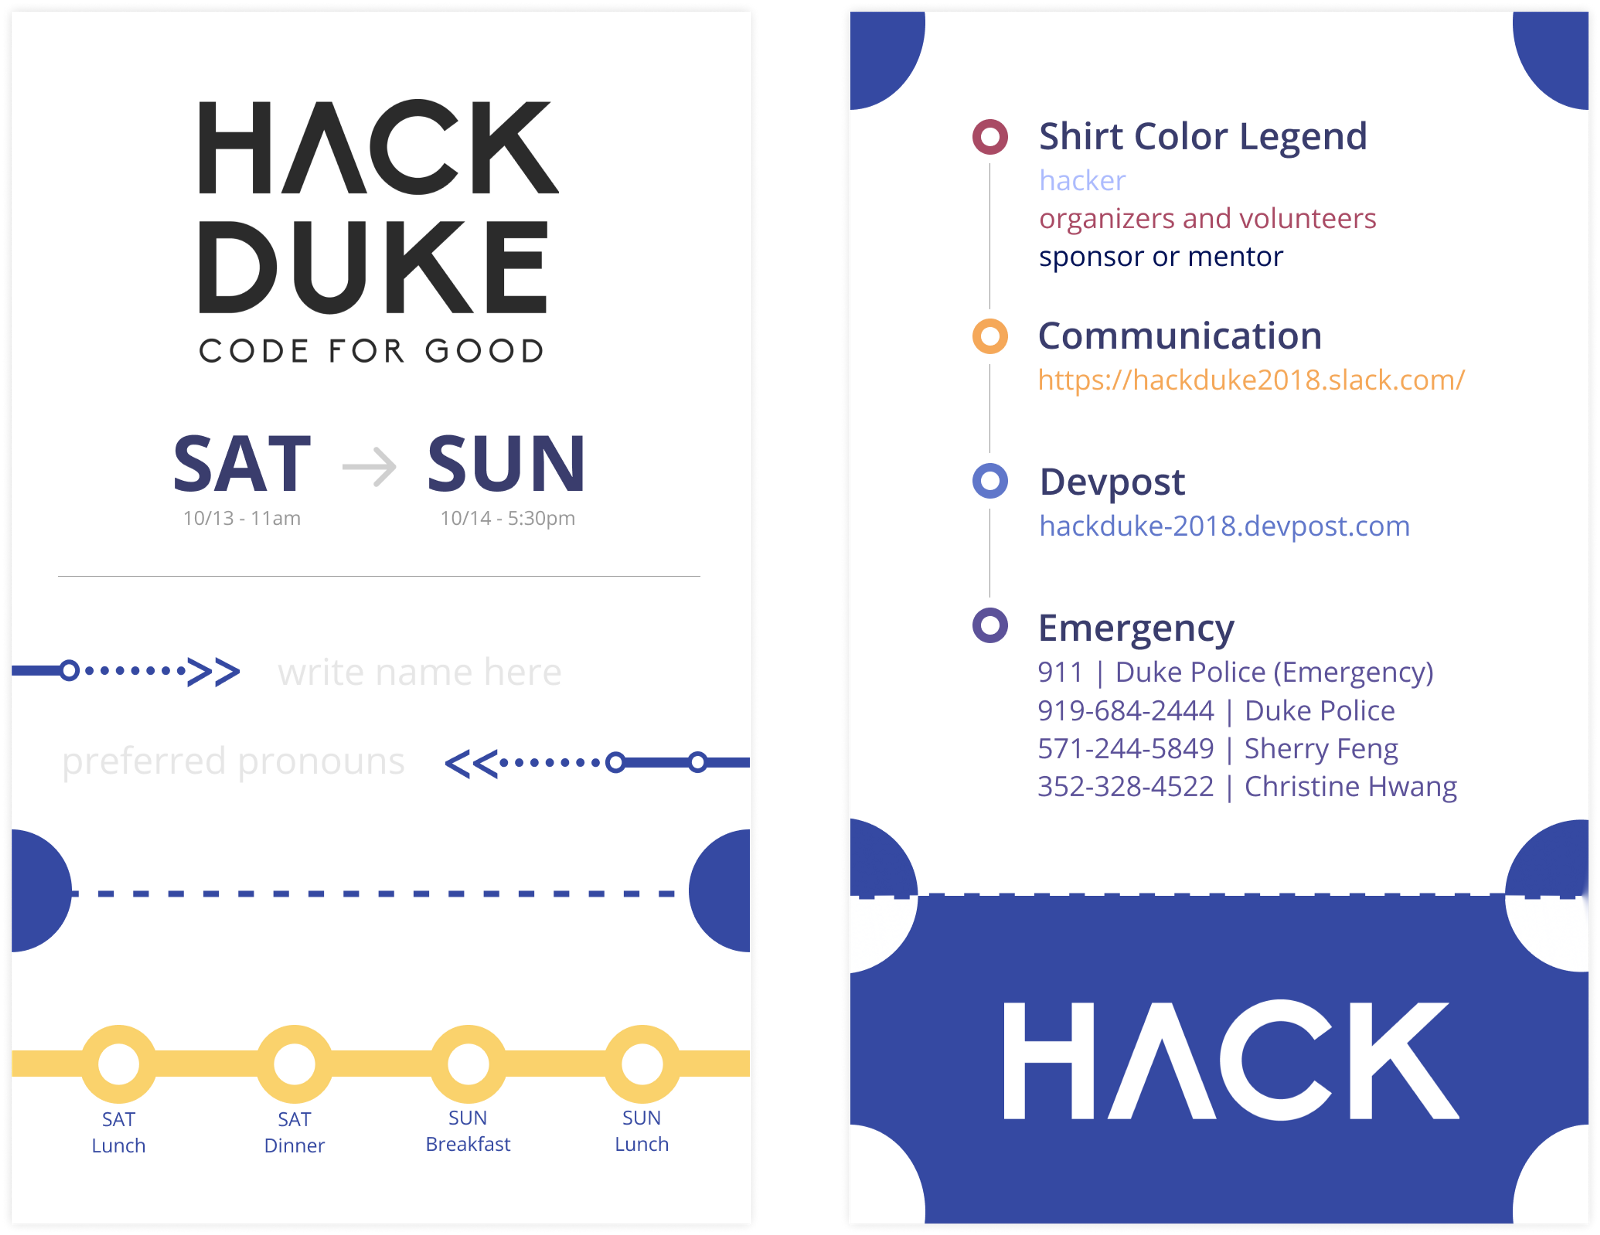 HACK
DUKE
CODE FOR GOOD
SAT → SUN
10/13 - 11am 10/14 - 5:30pm
>> write name here
preferred pronouns <<
SAT
Lunch
SAT
Dinner
SUN
Breakfast
SUN
Lunch
Shirt Color Legend
hacker
organizers and volunteers
sponsor or mentor
Communication
https://hackduke2018.slack.com/
Devpost
hackduke-2018.devpost.com
Emergency
911 | Duke Police (Emergency)
919-684-2444 | Duke Police
571-244-5849 | Sherry Feng
352-328-4522 | Christine Hwang
HACK